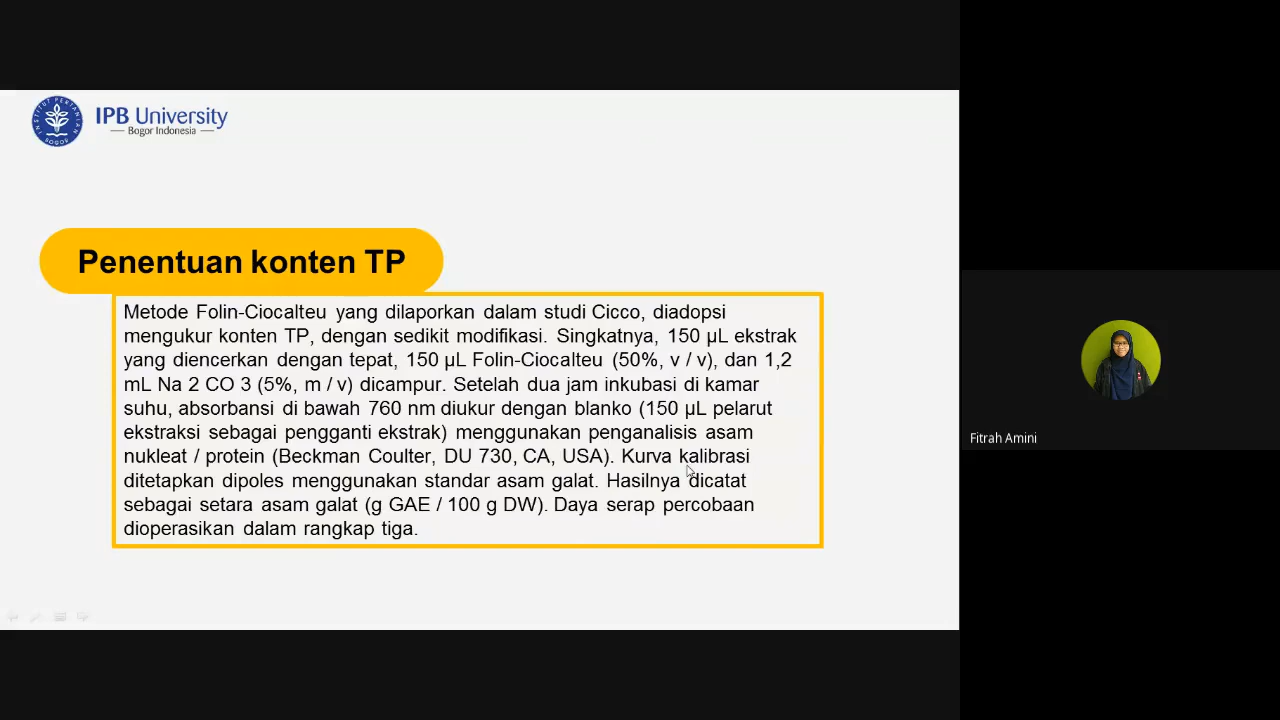 INSTITUT PERTANIAN
BOGOR
IPB University
Bogor Indonesia
Penentuan konten TP
Metode Folin-Ciocalteu yang dilaporkan dalam studi Cicco, diadopsi
mengukur konten TP, dengan sedikit modifikasi. Singkatnya, 150 μL ekstrak
yang diencerkan dengan tepat, 150 μL Folin-Ciocalteu (50%, v / v), dan 1,2
mL Na 2 CO 3 (5%, m / v) dicampur. Setelah dua jam inkubasi di kamar
suhu, absorbansi di bawah 760 nm diukur dengan blanko (150 μL pelarut
ekstraksi sebagai pengganti ekstrak) menggunakan penganalisis asam
nukleat / protein (Beckman Coulter, DU 730, CA, USA). Kurva kalibrasi
ditetapkan dipoles menggunakan standar asam galat. Hasilnya dicatat
sebagai setara asam galat (g GAE / 100 g DW). Daya serap percobaan
dioperasikan dalam rangkap tiga.
Fitrah Amini